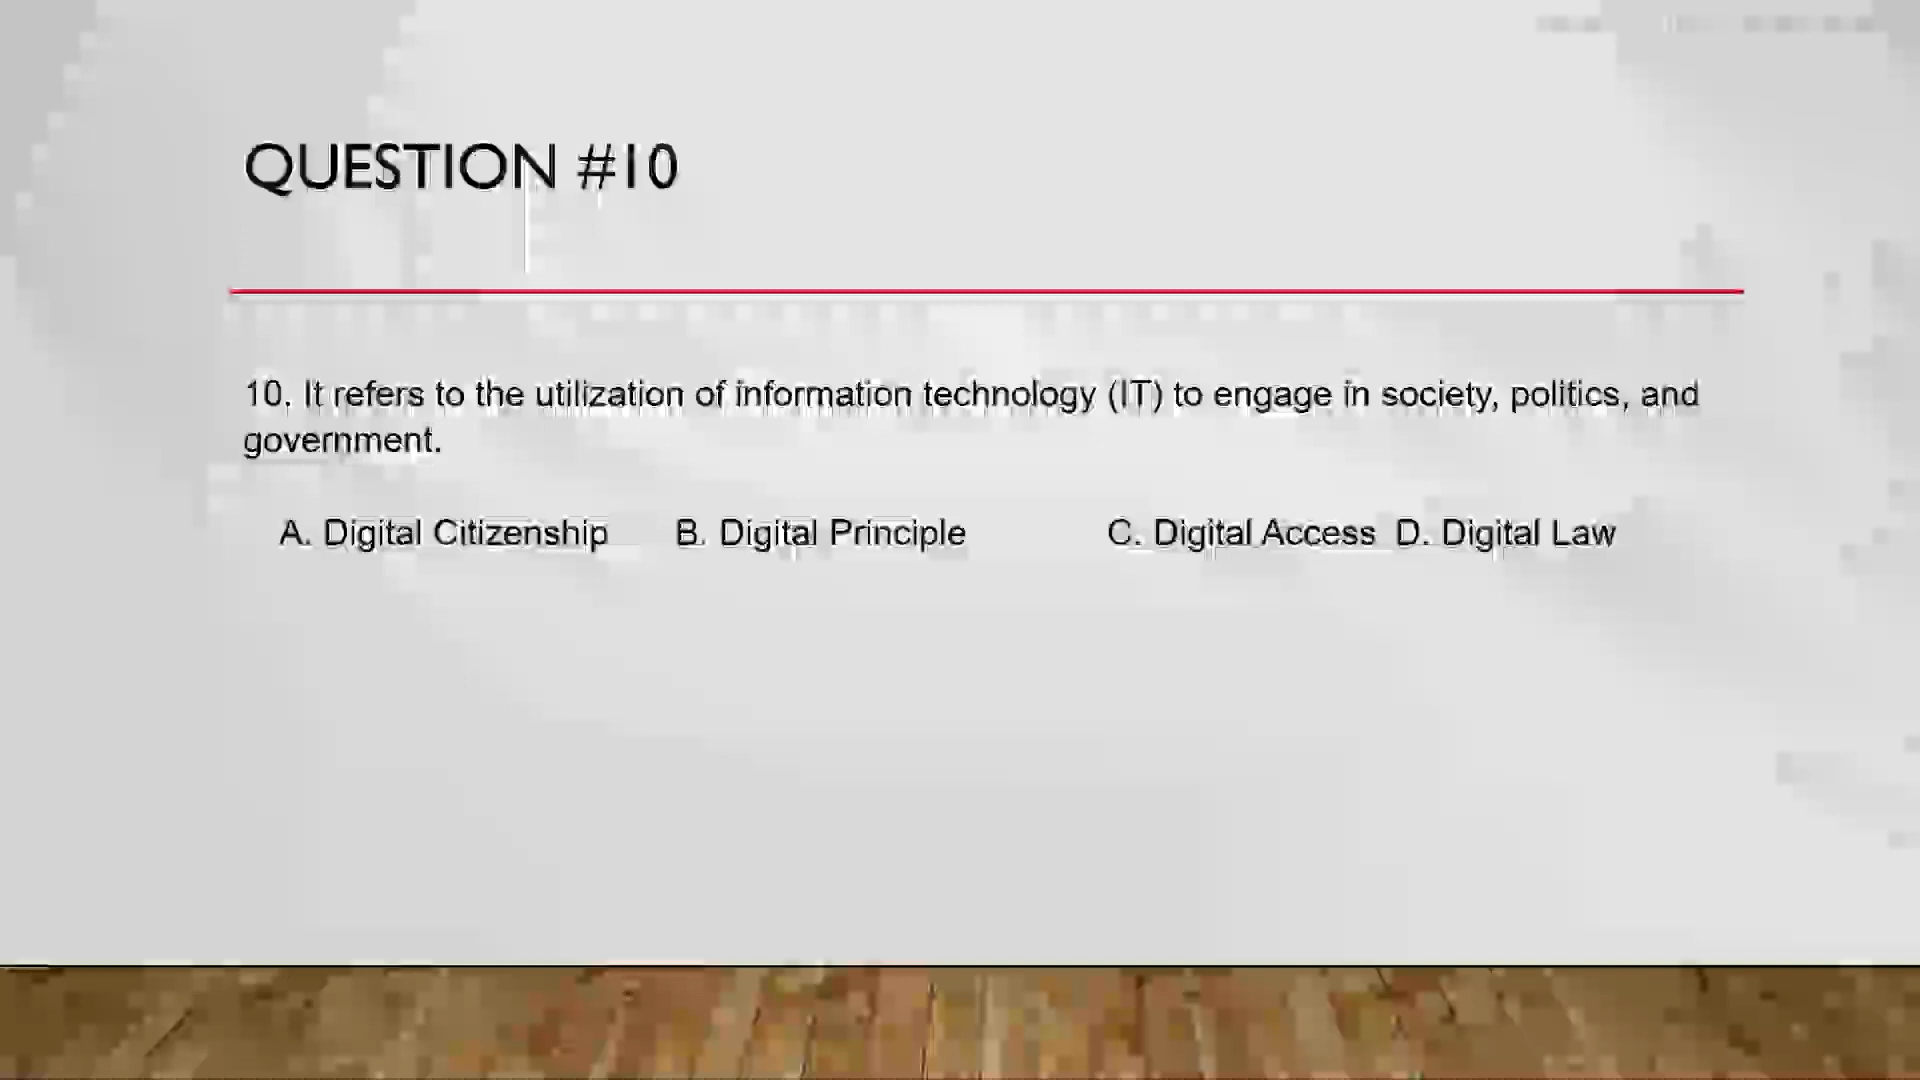 QUESTION #10
10. It refers to the utilization of information technology (IT) to engage in society, politics, and
government.
A. Digital Citizenship B. Digital Principle C. Digital Access D. Digital Law